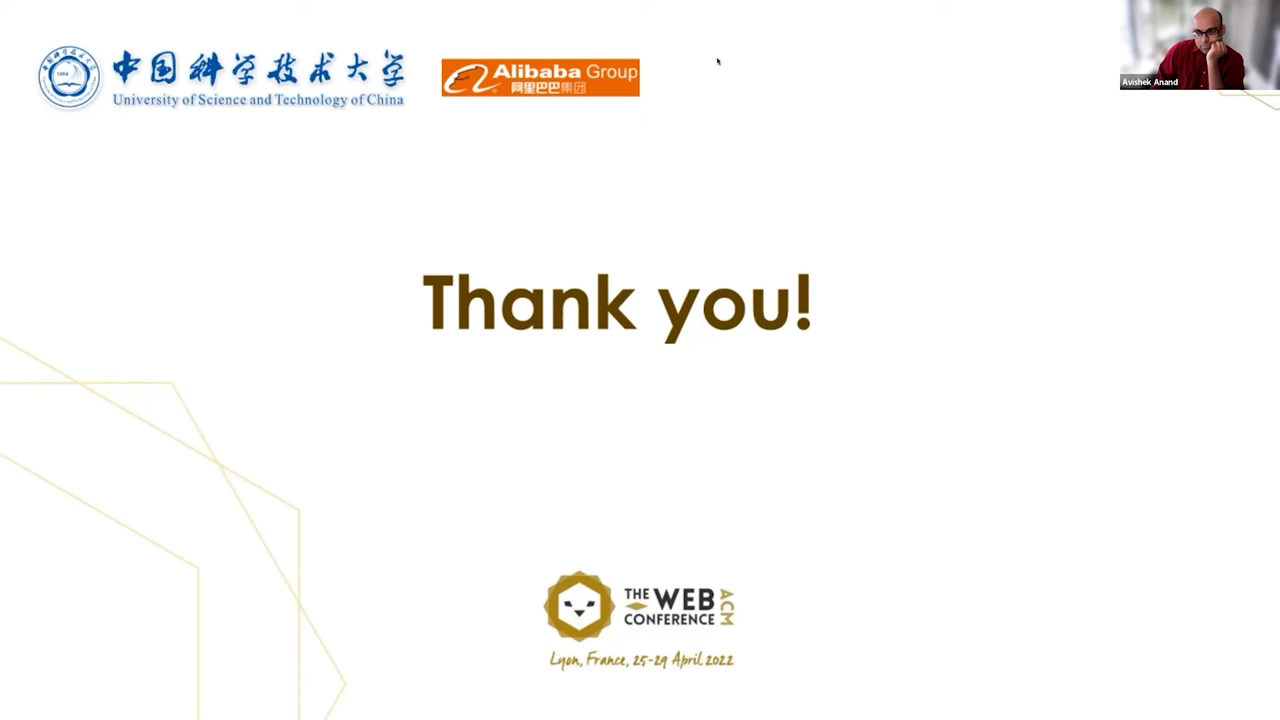 中国科学技术大学
University of Science and Technology of China
1958
Alibaba Group
阿里巴巴集团
Avishek Anand
Thank you!
THE WEB
CONFERENCE
ACM
Lyon, France, 25-29 April 2022